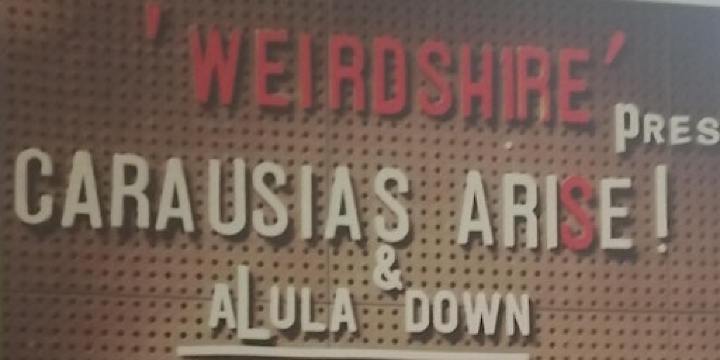 'WEIRDSHIRE'
PRES
CARAUSIAS ARISE!
&
ALULA DOWN